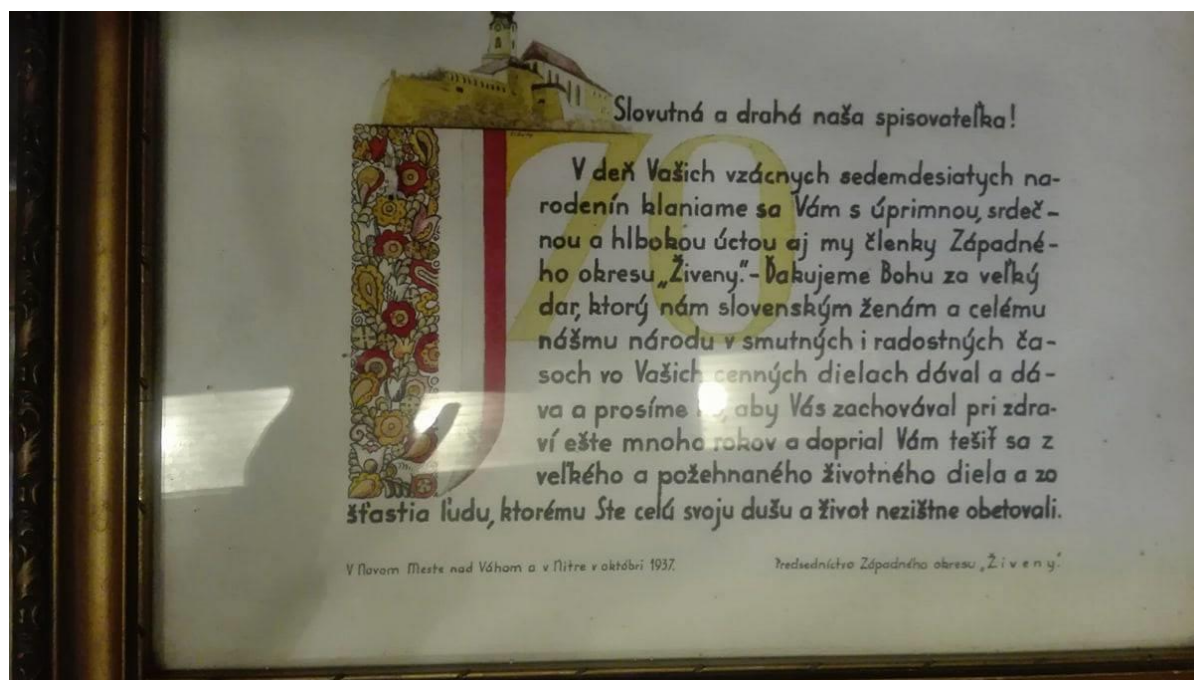 Slovutná a drahá naša spisovateľka!
70
V deň Vašich vzácnych sedemdesiatych na-
rodenín klaniame sa Vám s úprimnou, srdeč-
nou a hlbokou úctou aj my členky Západné-
ho okresu „Živeny.“ - Ďakujeme Bohu za veľký
dar, ktorý nám slovenským ženám a celému
nášmu národu v smutných i radostných ča-
soch vo Vašich cenných dielach dával a dá-
va a prosíme aby Vás zachovával pri zdra-
ví ešte mnoho rokov a doprial Vám tešiť sa z
veľkého a požehnaného životného diela a zo
šťastia ľudu, ktorému Ste celú svoju dušu a život nezištne obetovali.
V Novom Meste nad Váhom a v Nitre v októbri 1937.
Predsedníctvo Západného okresu „Živeny“.